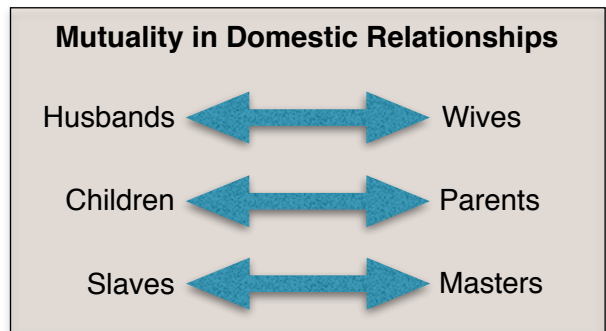 Mutuality in Domestic Relationships
Husbands Wives
Children Parents
Slaves Masters